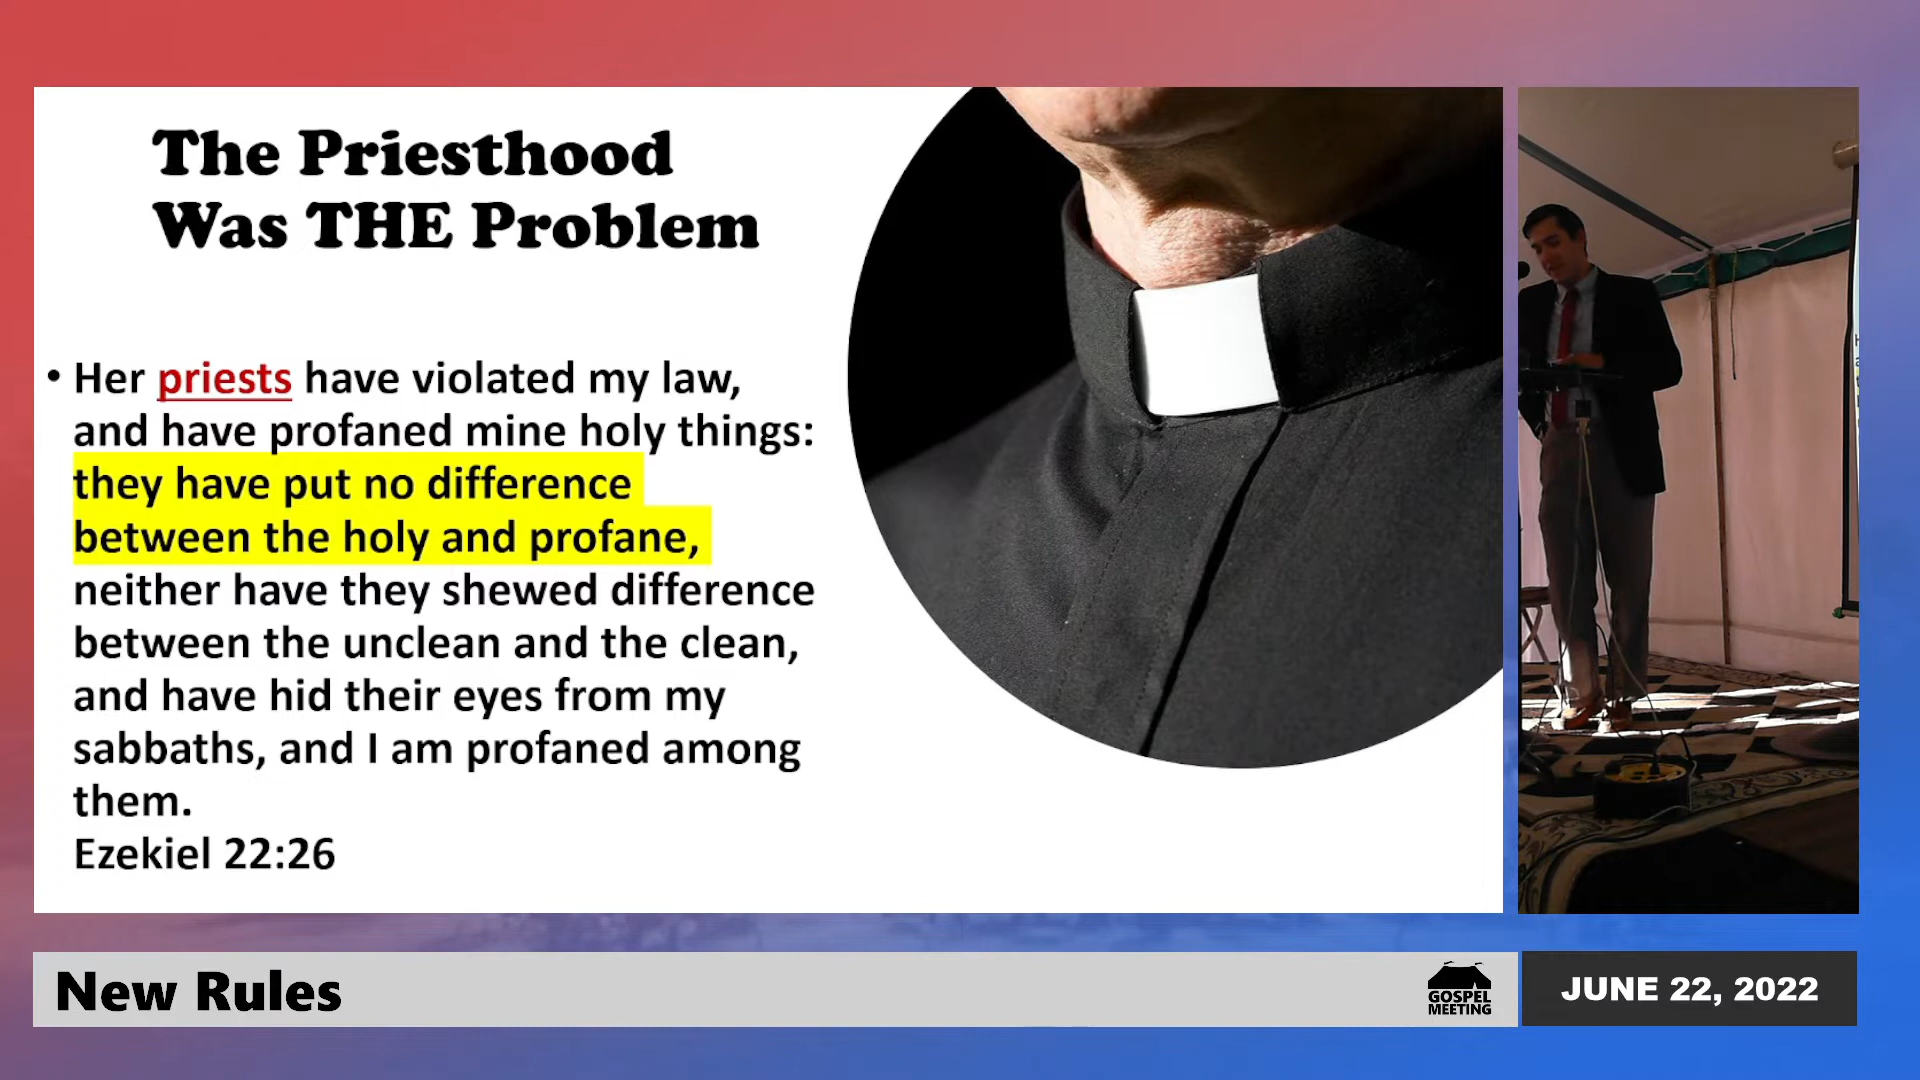 The Priesthood
Was THE Problem
• Her priests have violated my law,
and have profaned mine holy things:
they have put no difference
between the holy and profane,
neither have they shewed difference
between the unclean and the clean,
and have hid their eyes from my
sabbaths, and I am profaned among
them.
Ezekiel 22:26
New Rules
GOSPEL
MEETING
JUNE 22, 2022